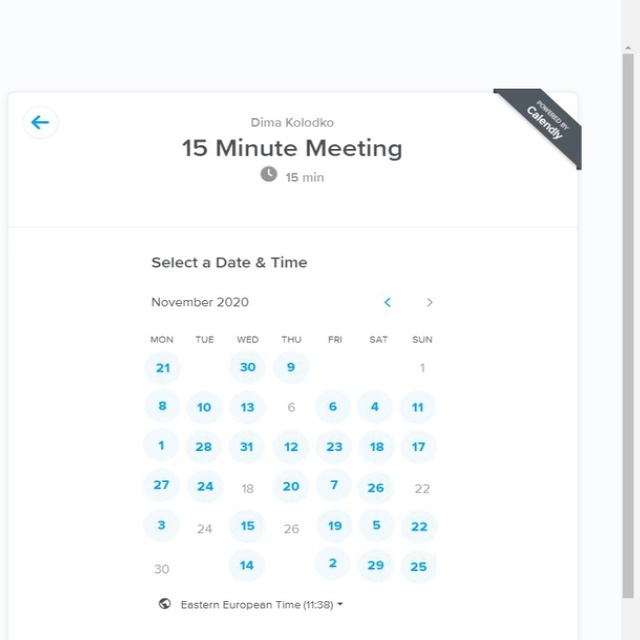 POWERED BY
Calendly
Dima Kolodko
15 Minute Meeting
15 min
Select a Date & Time
November 2020
MON TUE WED THU FRI SAT SUN
21 30 9 1
8 10 13 6 6 4 11
1 28 31 12 23 18 17
27 24 18 20 7 26 22
3 24 15 26 19 5 22
30 14 2 29 25
Eastern European Time (11:38)